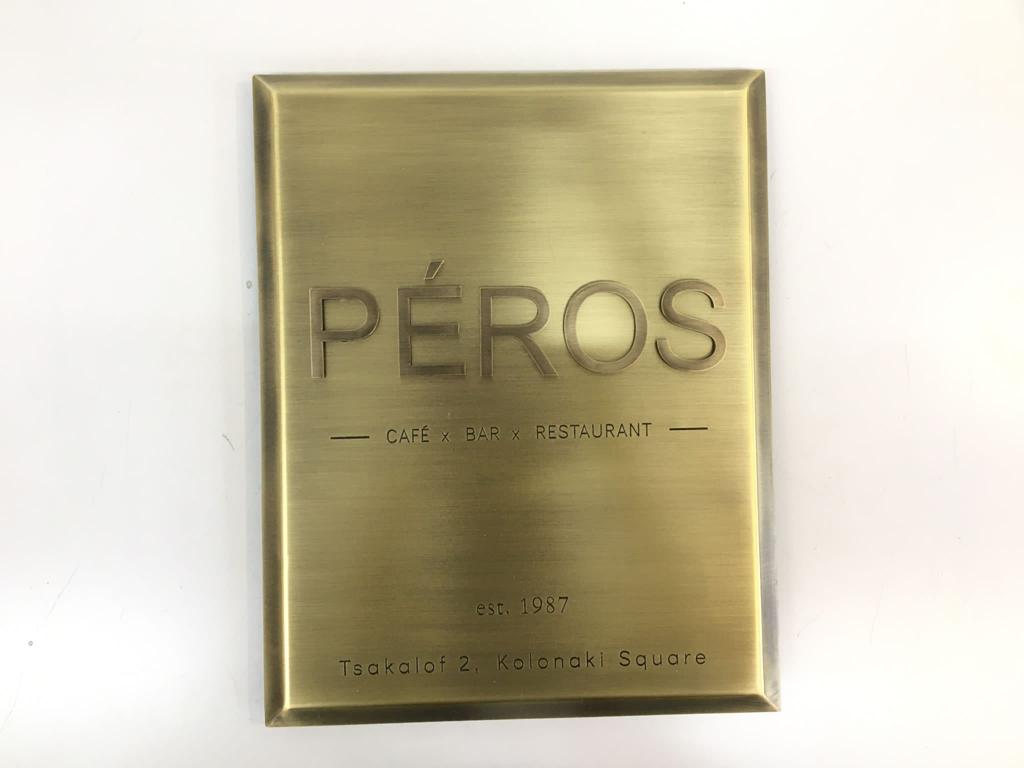 PÉROS
— CAFÉ x BAR x RESTAURANT —
est. 1987
Tsakalof 2, Kolonaki Square